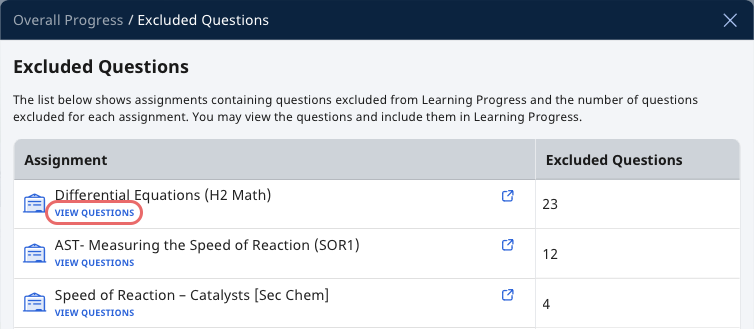 Overall Progress / Excluded Questions
Excluded Questions
The list below shows assignments containing questions excluded from Learning Progress and the number of questions
excluded for each assignment. You may view the questions and include them in Learning Progress.
Assignment Excluded Questions
Differential Equations (H2 Math) 23
VIEW QUESTIONS
AST- Measuring the Speed of Reaction (SOR1) 12
VIEW QUESTIONS
Speed of Reaction – Catalysts [Sec Chem] 4
VIEW QUESTIONS